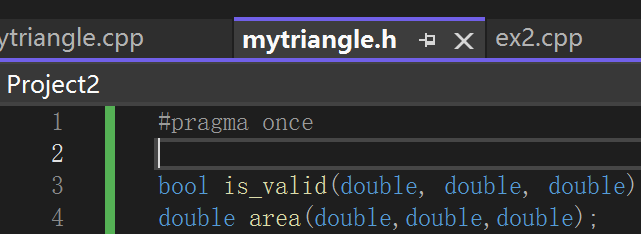 ytriangle.cpp mytriangle.h ex2.cpp
Project2
1 #pragma once
2
3 bool is_valid(double, double, double)
4 double area(double,double,double);